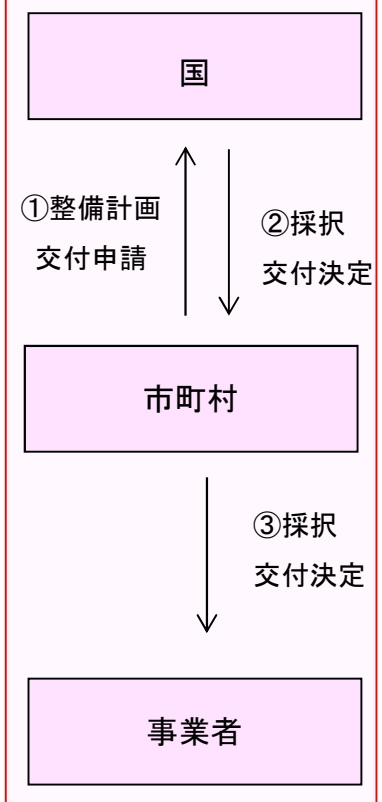 国
①整備計画
交付申請
②採択
交付決定
市町村
③採択
交付決定
事業者